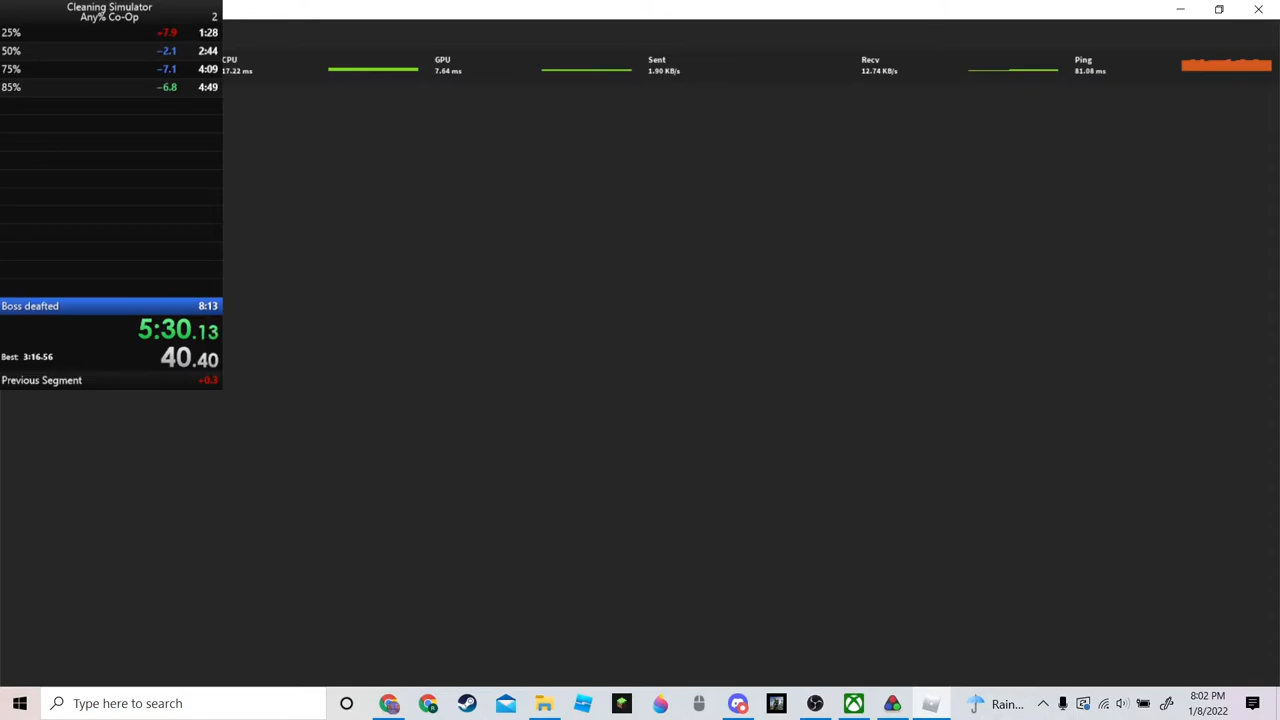 Cleaning Simulator
Any% Co-Op 2
25% +7.9 1:28
50% −2.1 2:44
75% −7.1 4:09
85% −6.8 4:49
Boss deafted 8:13
5:30.13
Best: 3:16.56 40.40
Previous Segment +0.3
CPU
17.22 ms
GPU
7.64 ms
Sent
1.90 KB/s
Recv
12.74 KB/s
Ping
81.08 ms
Type here to search
Rain...
8:02 PM
1/8/2022